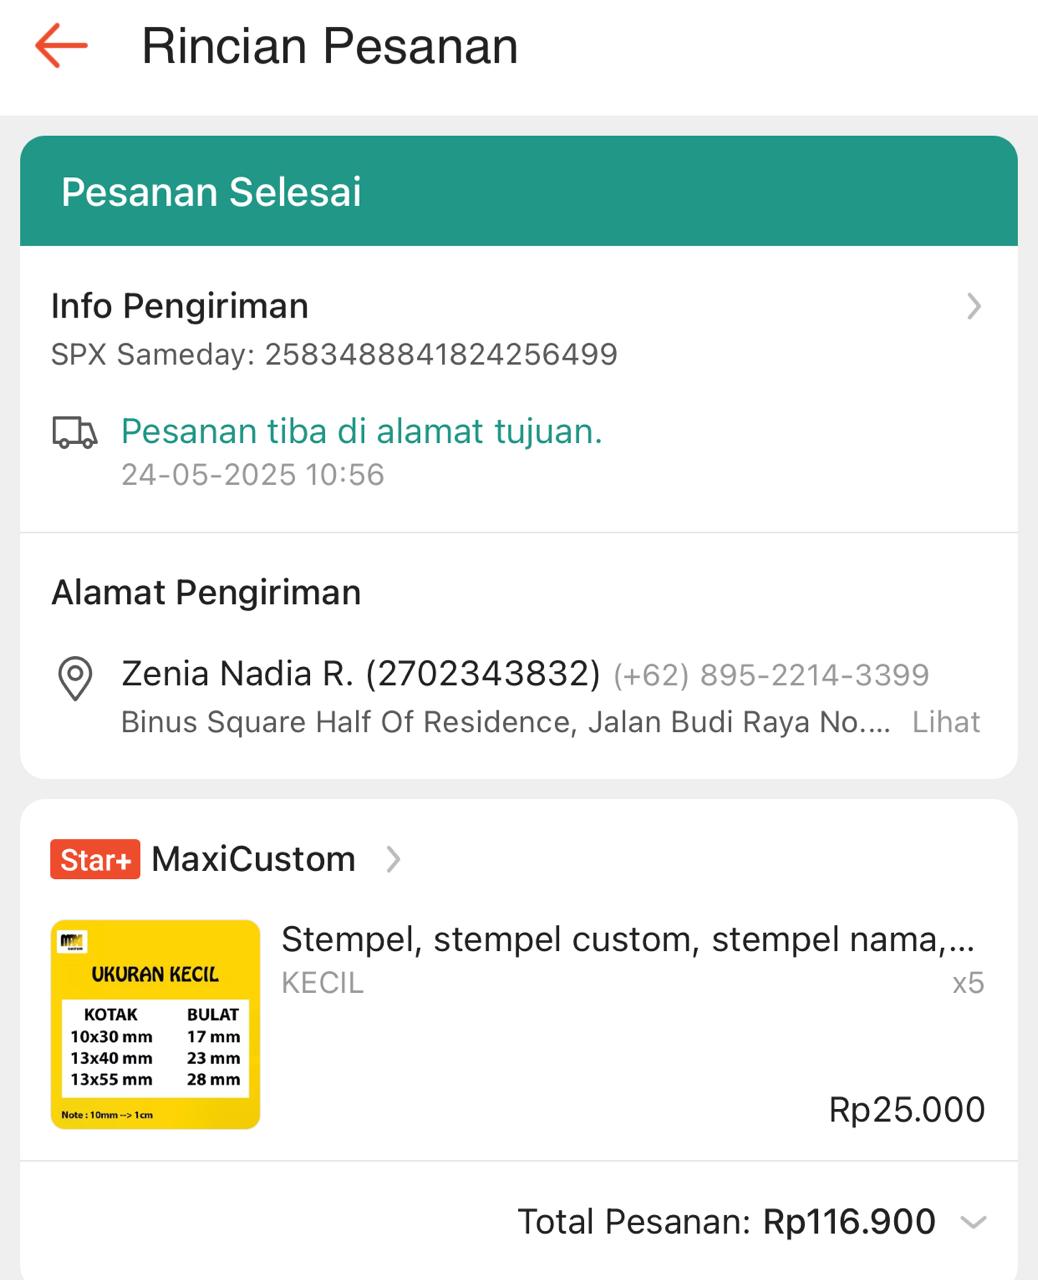 Rincian Pesanan
Pesanan Selesai
Info Pengiriman
SPX Sameday: 2583488841824256499
Pesanan tiba di alamat tujuan.
24-05-2025 10:56
Alamat Pengiriman
Zenia Nadia R. (2702343832) (+62) 895-2214-3399
Binus Square Half Of Residence, Jalan Budi Raya No.... Lihat
Star+ MaxiCustom
Stempel, stempel custom, stempel nama,...
KECIL x5
UKURAN KECIL
KOTAK BULAT
10x30 mm 17 mm
13x40 mm 23 mm
13x55 mm 28 mm
Note : 10mm --> 1cm
Rp25.000
Total Pesanan: Rp116.900